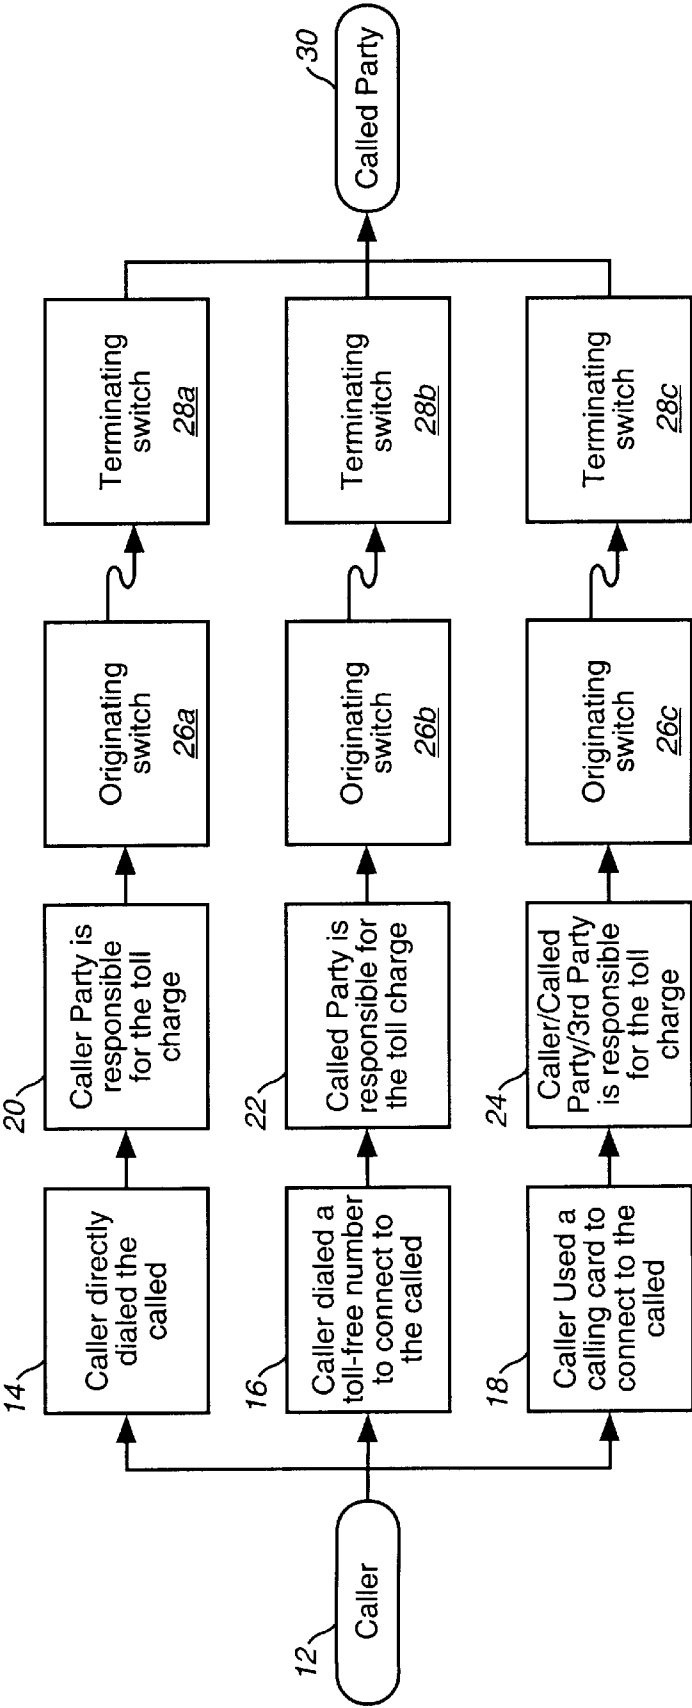 12
Caller
14
Caller directly
dialed the
called
20
Caller Party is
responsible
for the toll
charge
Originating
switch
26a
Terminating
switch
28a
16
Caller dialed a
toll-free number
to connect to
the called
22
Called Party is
responsible for
the toll charge
Originating
switch
26b
Terminating
switch
28b
18
Caller Used a
calling card to
connect to the
called
24
Caller/Called
Party/3rd Party
is responsible
for the toll
charge
Originating
switch
26c
Terminating
switch
28c
30
Called Party